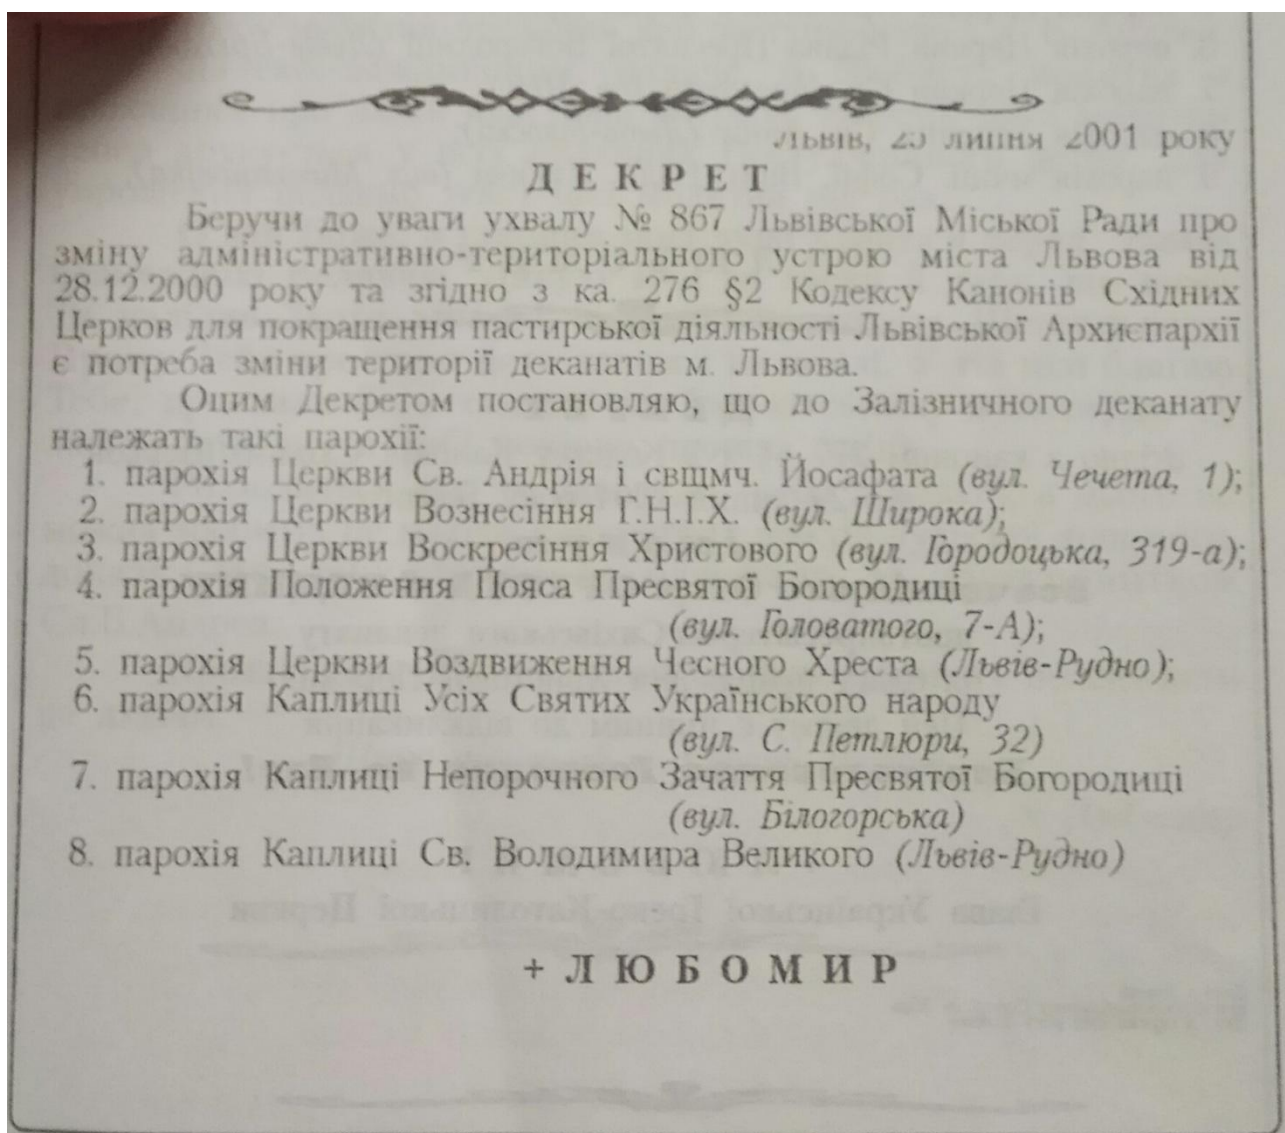 Львів, 25 липня 2001 року
ДЕКРЕТ
Беручи до уваги ухвалу № 867 Львівської Міської Ради про
зміну адміністративно-територіального устрою міста Львова від
28.12.2000 року та згідно з ка. 276 §2 Кодексу Канонів Східних
Церков для покращення пастирської діяльності Львівської Архиєпархії
є потреба зміни території деканатів м. Львова.
Оцим Декретом постановляю, що до Залізничного деканату
належать такі парохії:
1. парохія Церкви Св. Андрія і свщмч. Йосафата (вул. Чечета, 1);
2. парохія Церкви Вознесіння Г.Н.І.Х. (вул. Широка);
3. парохія Церкви Воскресіння Христового (вул. Городоцька, 319-а);
4. парохія Положення Пояса Пресвятої Богородиці
(вул. Головатого, 7-А);
5. парохія Церкви Воздвиження Чесного Хреста (Львів-Рудно);
6. парохія Каплиці Усіх Святих Українського народу
(вул. С. Петлюри, 32)
7. парохія Каплиці Непорочного Зачаття Пресвятої Богородиці
(вул. Білогорська)
8. парохія Каплиці Св. Володимира Великого (Львів-Рудно)
+ ЛЮБОМИР